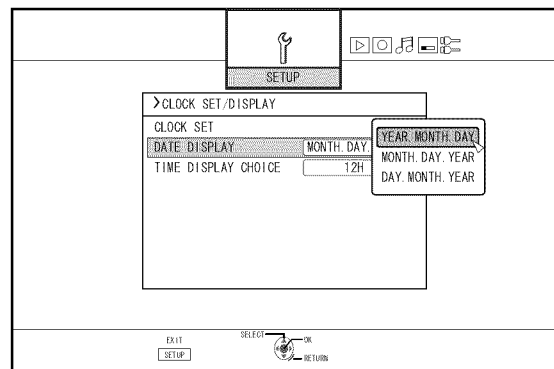 SETUP
>CLOCK SET/DISPLAY
CLOCK SET
DATE DISPLAY MONTH. DAY.
TIME DISPLAY CHOICE 12H
YEAR. MONTH. DAY
MONTH. DAY. YEAR
DAY. MONTH. YEAR
EXIT
SETUP
SELECT
OK
RETURN